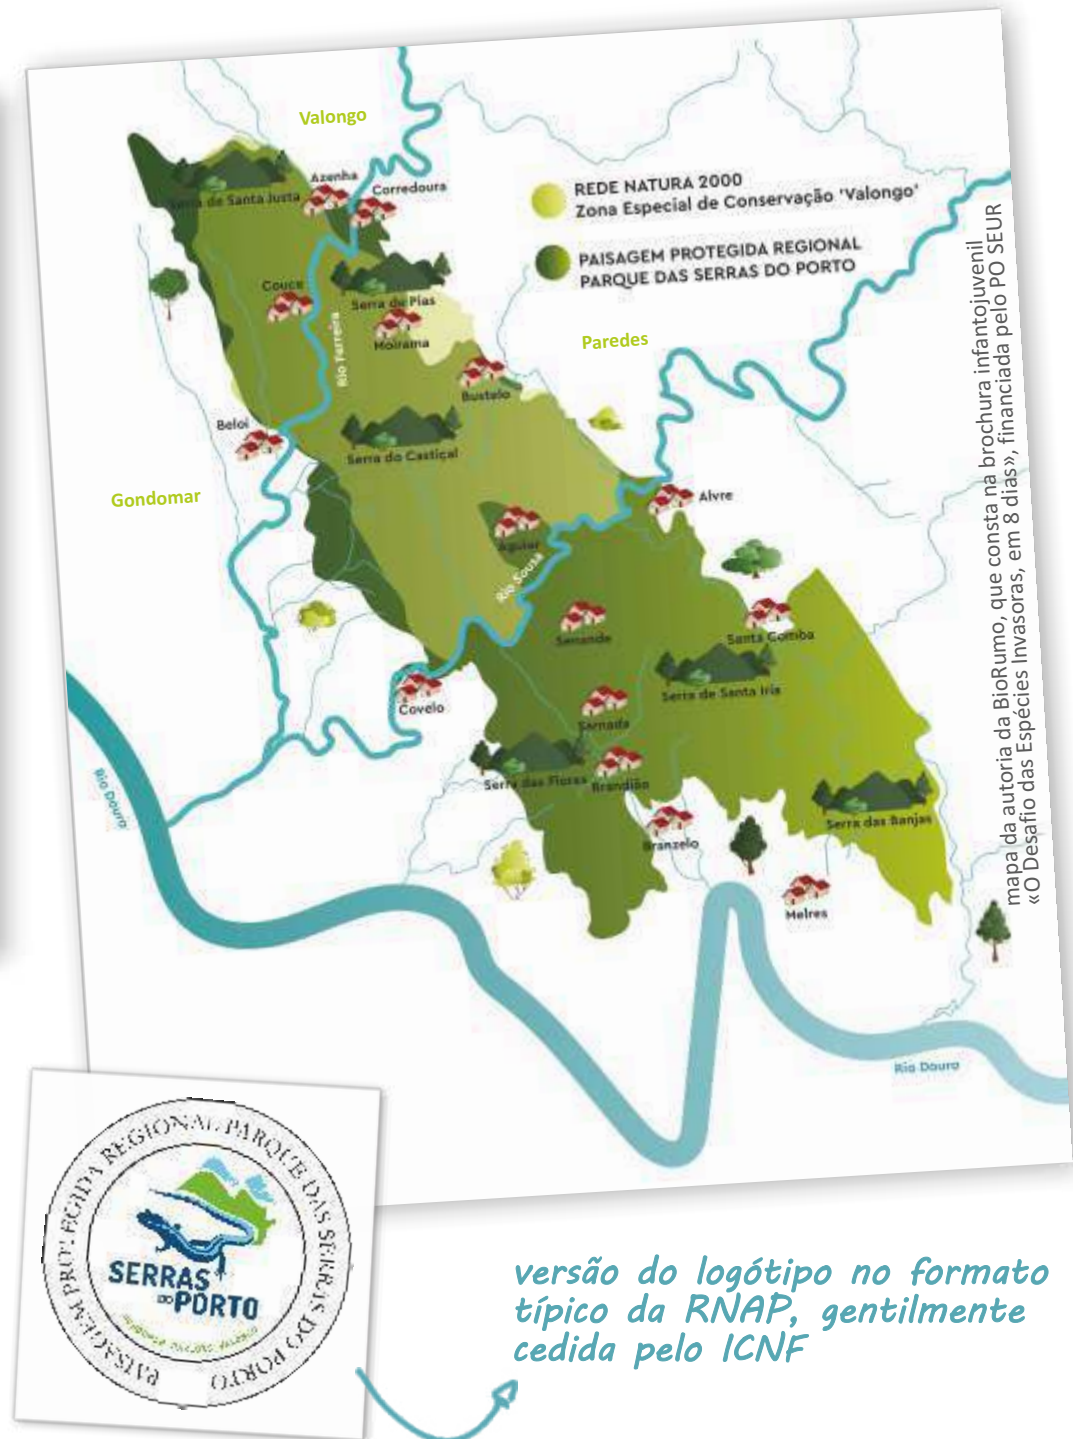 Valongo
Azenha
Corredoura
Serra de Santa Justa
REDE NATURA 2000
Zona Especial de Conservação 'Valongo'
PAISAGEM PROTEGIDA REGIONAL
PARQUE DAS SERRAS DO PORTO
Couce
Serra de Pias
Moirama
Rio Ferreira
Paredes
Bustelo
Beloi
Serra do Castiçal
Gondomar
Alvre
Aguiar
Rio Sousa
Senande
Santa Comba
Serra de Santa Iria
Covelo
Sarnada
Serra das Flores
Brandião
Rio Douro
Serra das Banjas
Branzelo
Melres
Rio Douro
mapa da autoria da BioRumo, que consta na brochura infantojuvenil
«O Desafio das Espécies Invasoras, em 8 dias», financiada pelo PO SEUR
PAISAGEM PROTEGIDA REGIONAL PARQUE DAS SERRAS DO PORTO
SERRAS
DO PORTO
versão do logótipo no formato
típico da RNAP, gentilmente
cedida pelo ICNF